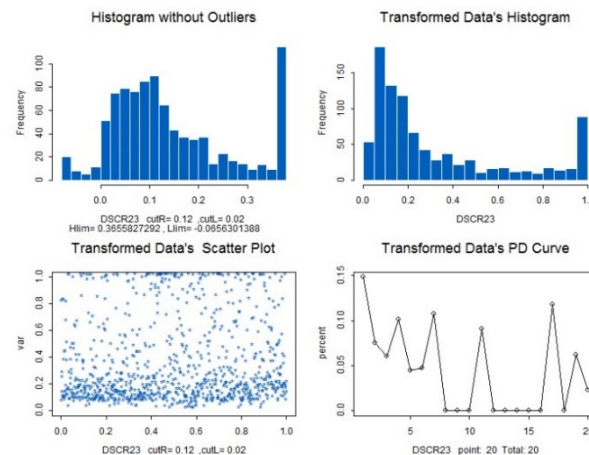 Histogram without Outliers
Transformed Data's Histogram
Frequency
0 20 40 60 80 100
0.0 0.1 0.2 0.3
DSCR23 cutR= 0.12 ,cutL= 0.02
Hlim= 0.3655827292 , Llim= -0.0656301388
Frequency
0 50 100 150
0.0 0.2 0.4 0.6 0.8 1.0
DSCR23
Transformed Data's Scatter Plot
Transformed Data's PD Curve
var
0.0 0.2 0.4 0.6 0.8 1.0
0.0 0.2 0.4 0.6 0.8 1.0
DSCR23 cutR= 0.12 ,cutL= 0.02
percent
0.0 0.05 0.10 0.15
5 10 15 20
DSCR23 point: 20 Total: 20